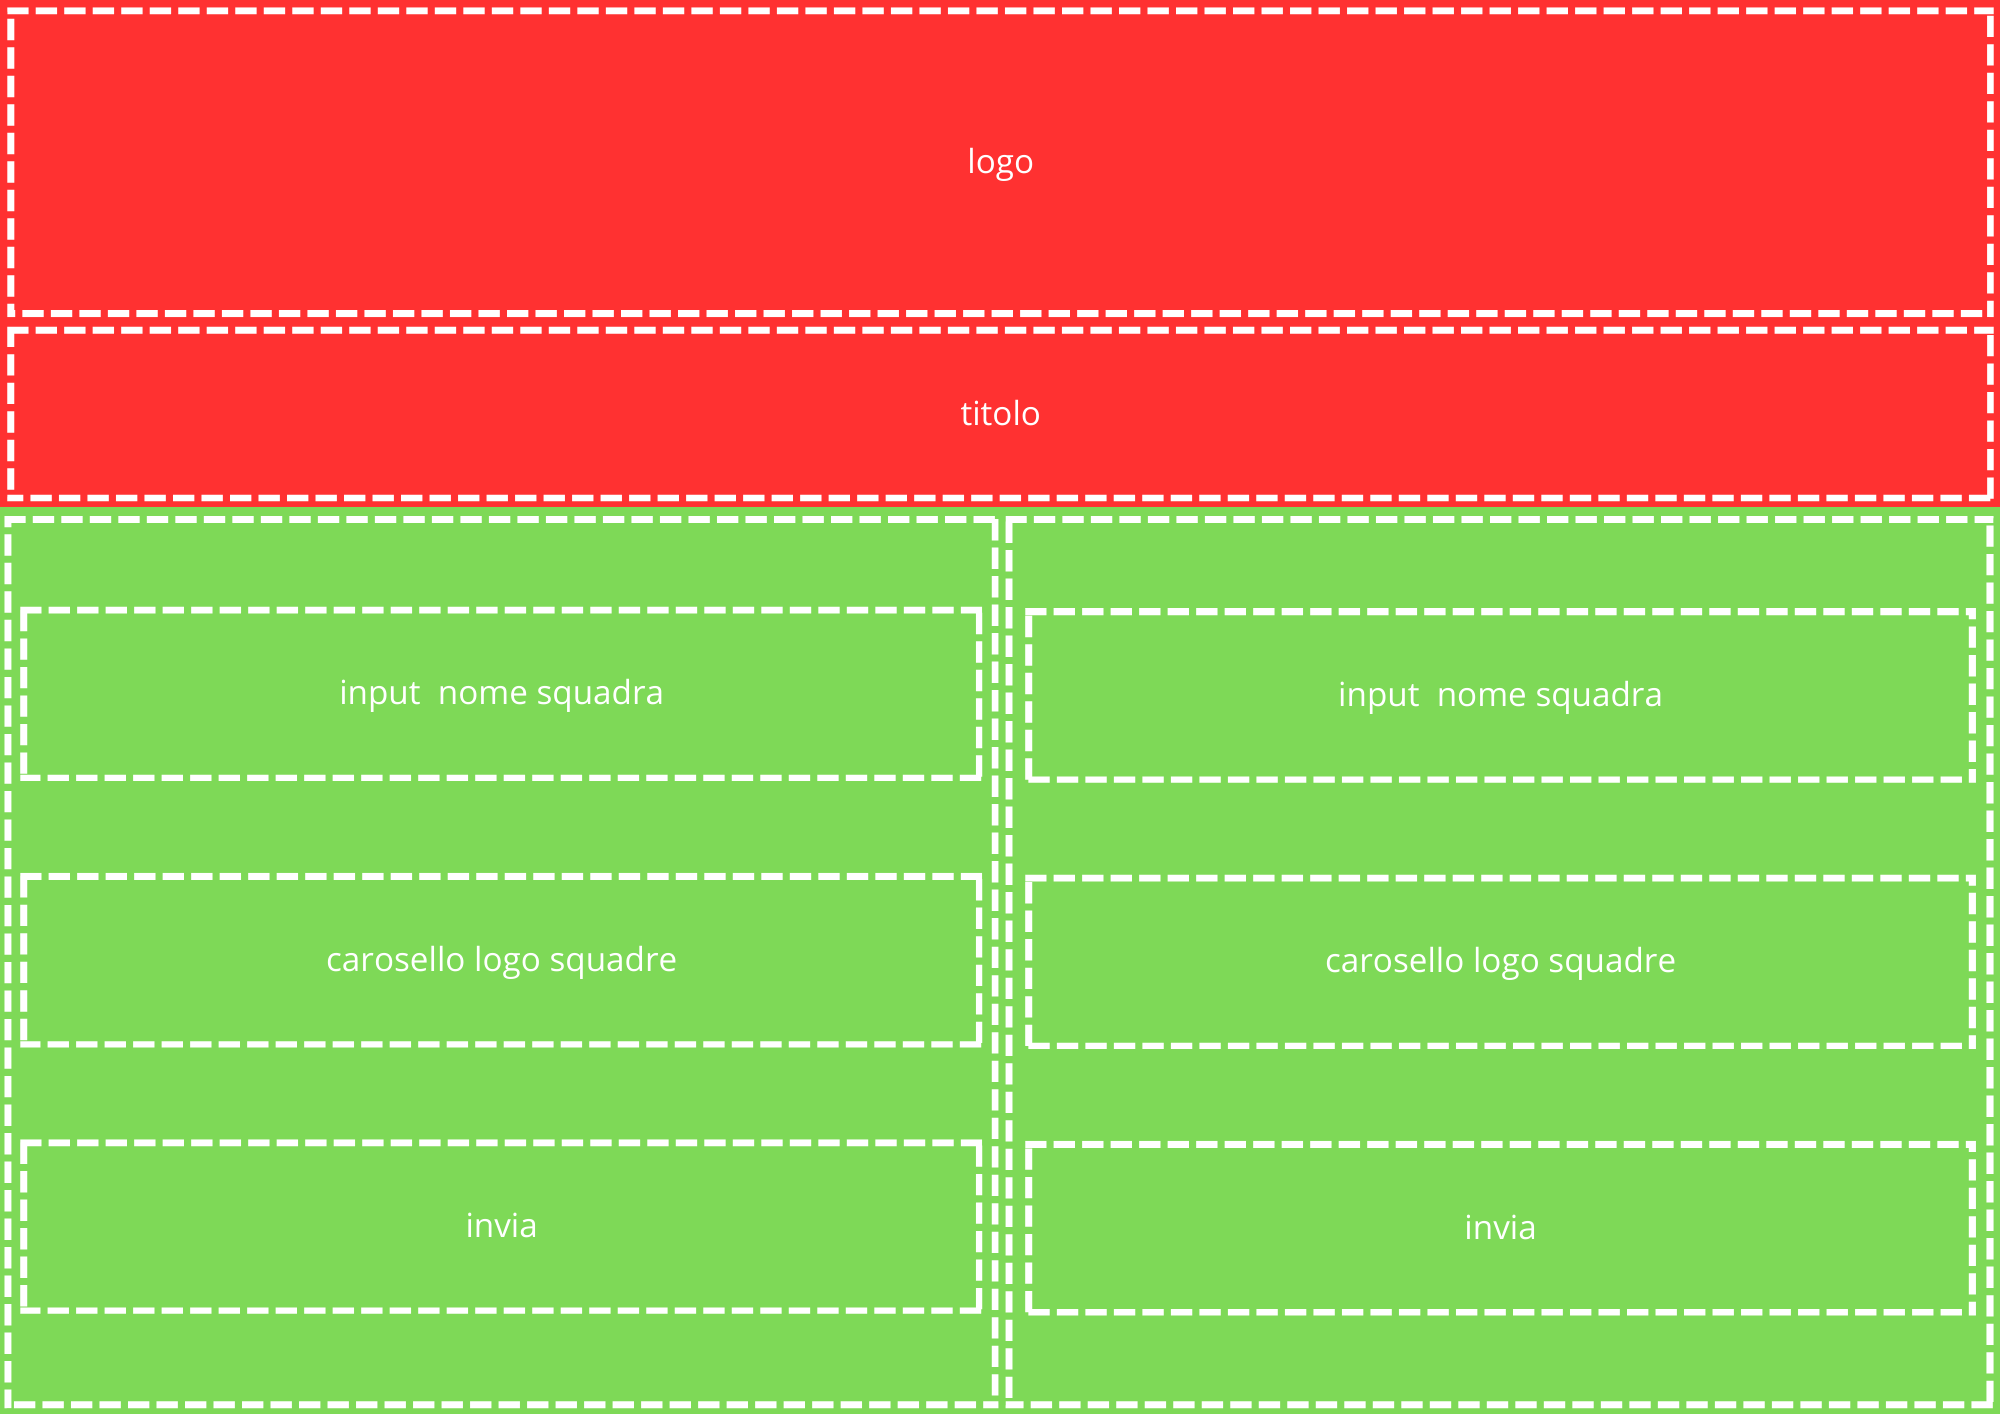 logo
titolo
input  nome squadra
carosello logo squadre
invia
input  nome squadra
carosello logo squadre
invia